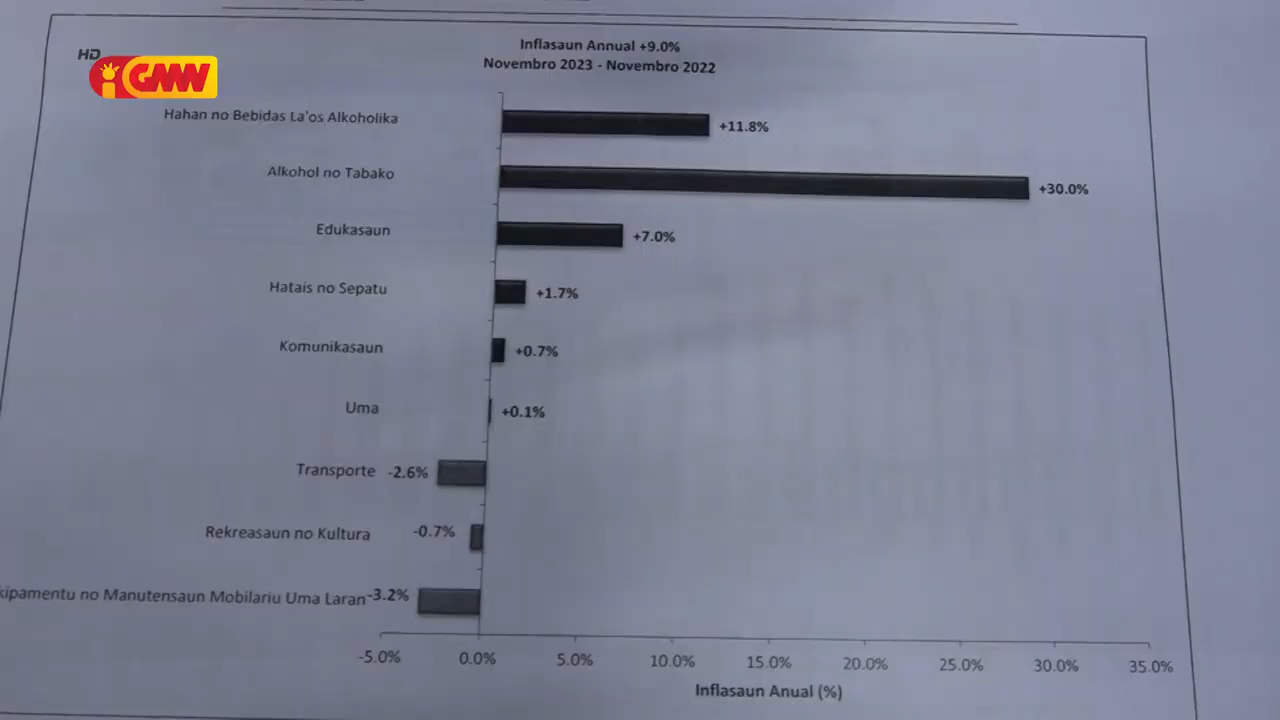 HD
GMN
Inflasaun Annual +9.0%
Novembro 2023 - Novembro 2022
Hahan no Bebidas La'os Alkoholika +11.8%
Alkohol no Tabako +30.0%
Edukasaun +7.0%
Hatais no Sepatu +1.7%
Komunikasaun +0.7%
Uma +0.1%
Transporte -2.6%
Rekreasaun no Kultura -0.7%
kipamentu no Manutensaun Mobilariu Uma Laran -3.2%
-5.0% 0.0% 5.0% 10.0% 15.0% 20.0% 25.0% 30.0% 35.0%
Inflasaun Anual (%)